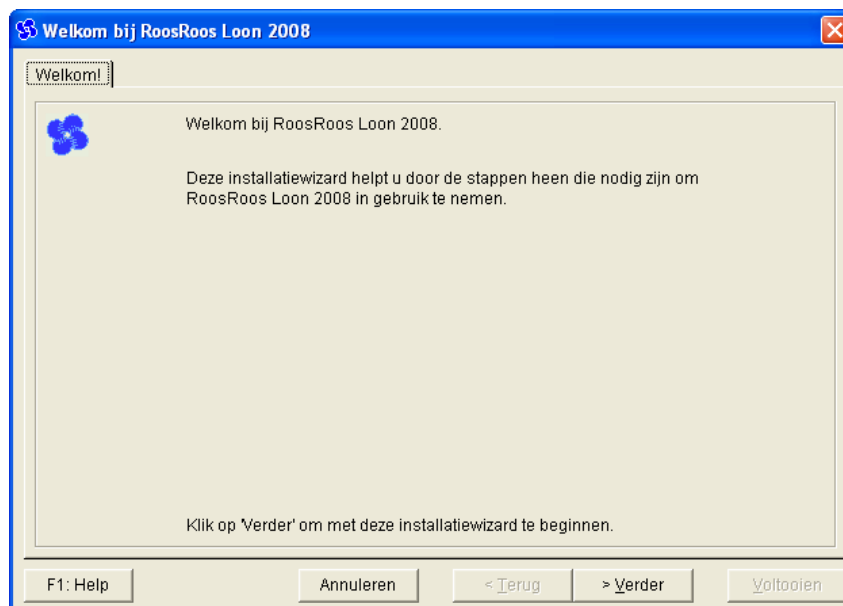 Welkom bij RoosRoos Loon 2008
Welkom!
Welkom bij RoosRoos Loon 2008.
Deze installatiewizard helpt u door de stappen heen die nodig zijn om
RoosRoos Loon 2008 in gebruik te nemen.
Klik op 'Verder' om met deze installatiewizard te beginnen.
F1: Help
Annuleren
< Terug
> Verder
Voltooien